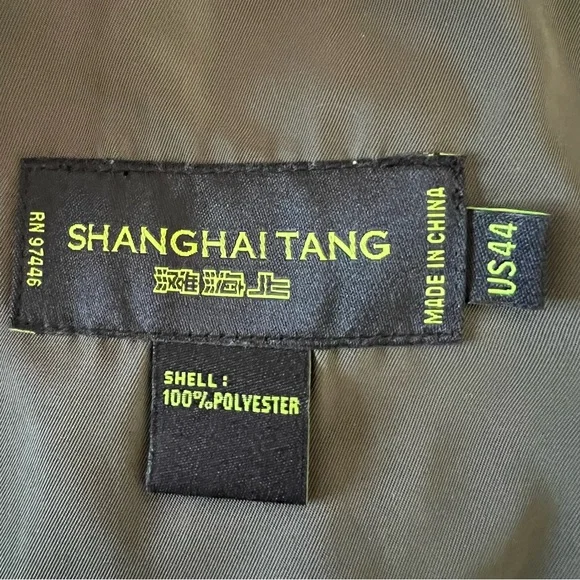 RN 97446
SHANGHAI TANG
上海灘
MADE IN CHINA
US44
SHELL:
100%POLYESTER